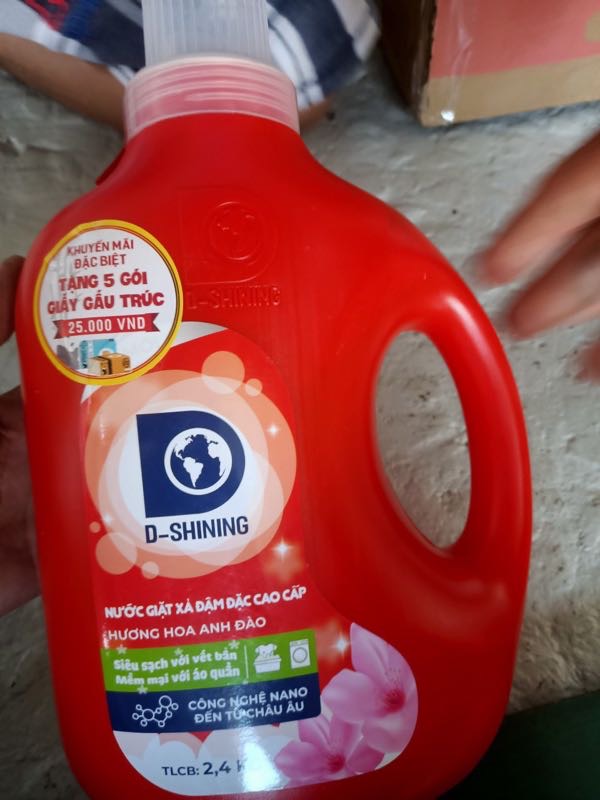 KHUYẾN MÃI
ĐẶC BIỆT
TẶNG 5 GÓI
GIẤY GẤU TRÚC
25.000 VND
D-SHINING
D-SHINING
NƯỚC GIẶT XẢ ĐẬM ĐẶC CAO CẤP
HƯƠNG HOA ANH ĐÀO
Siêu sạch với vết bẩn
Mềm mại với áo quần
CÔNG NGHỆ NANO
ĐẾN TỪ CHÂU ÂU
TLCB: 2,4